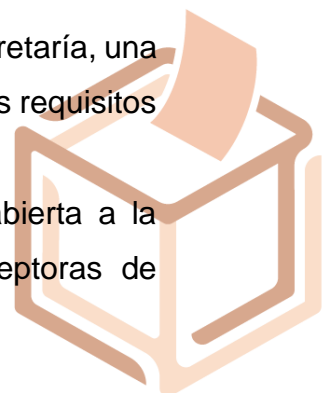 retaría, una
s requisitos
abierta a la
eptoras de